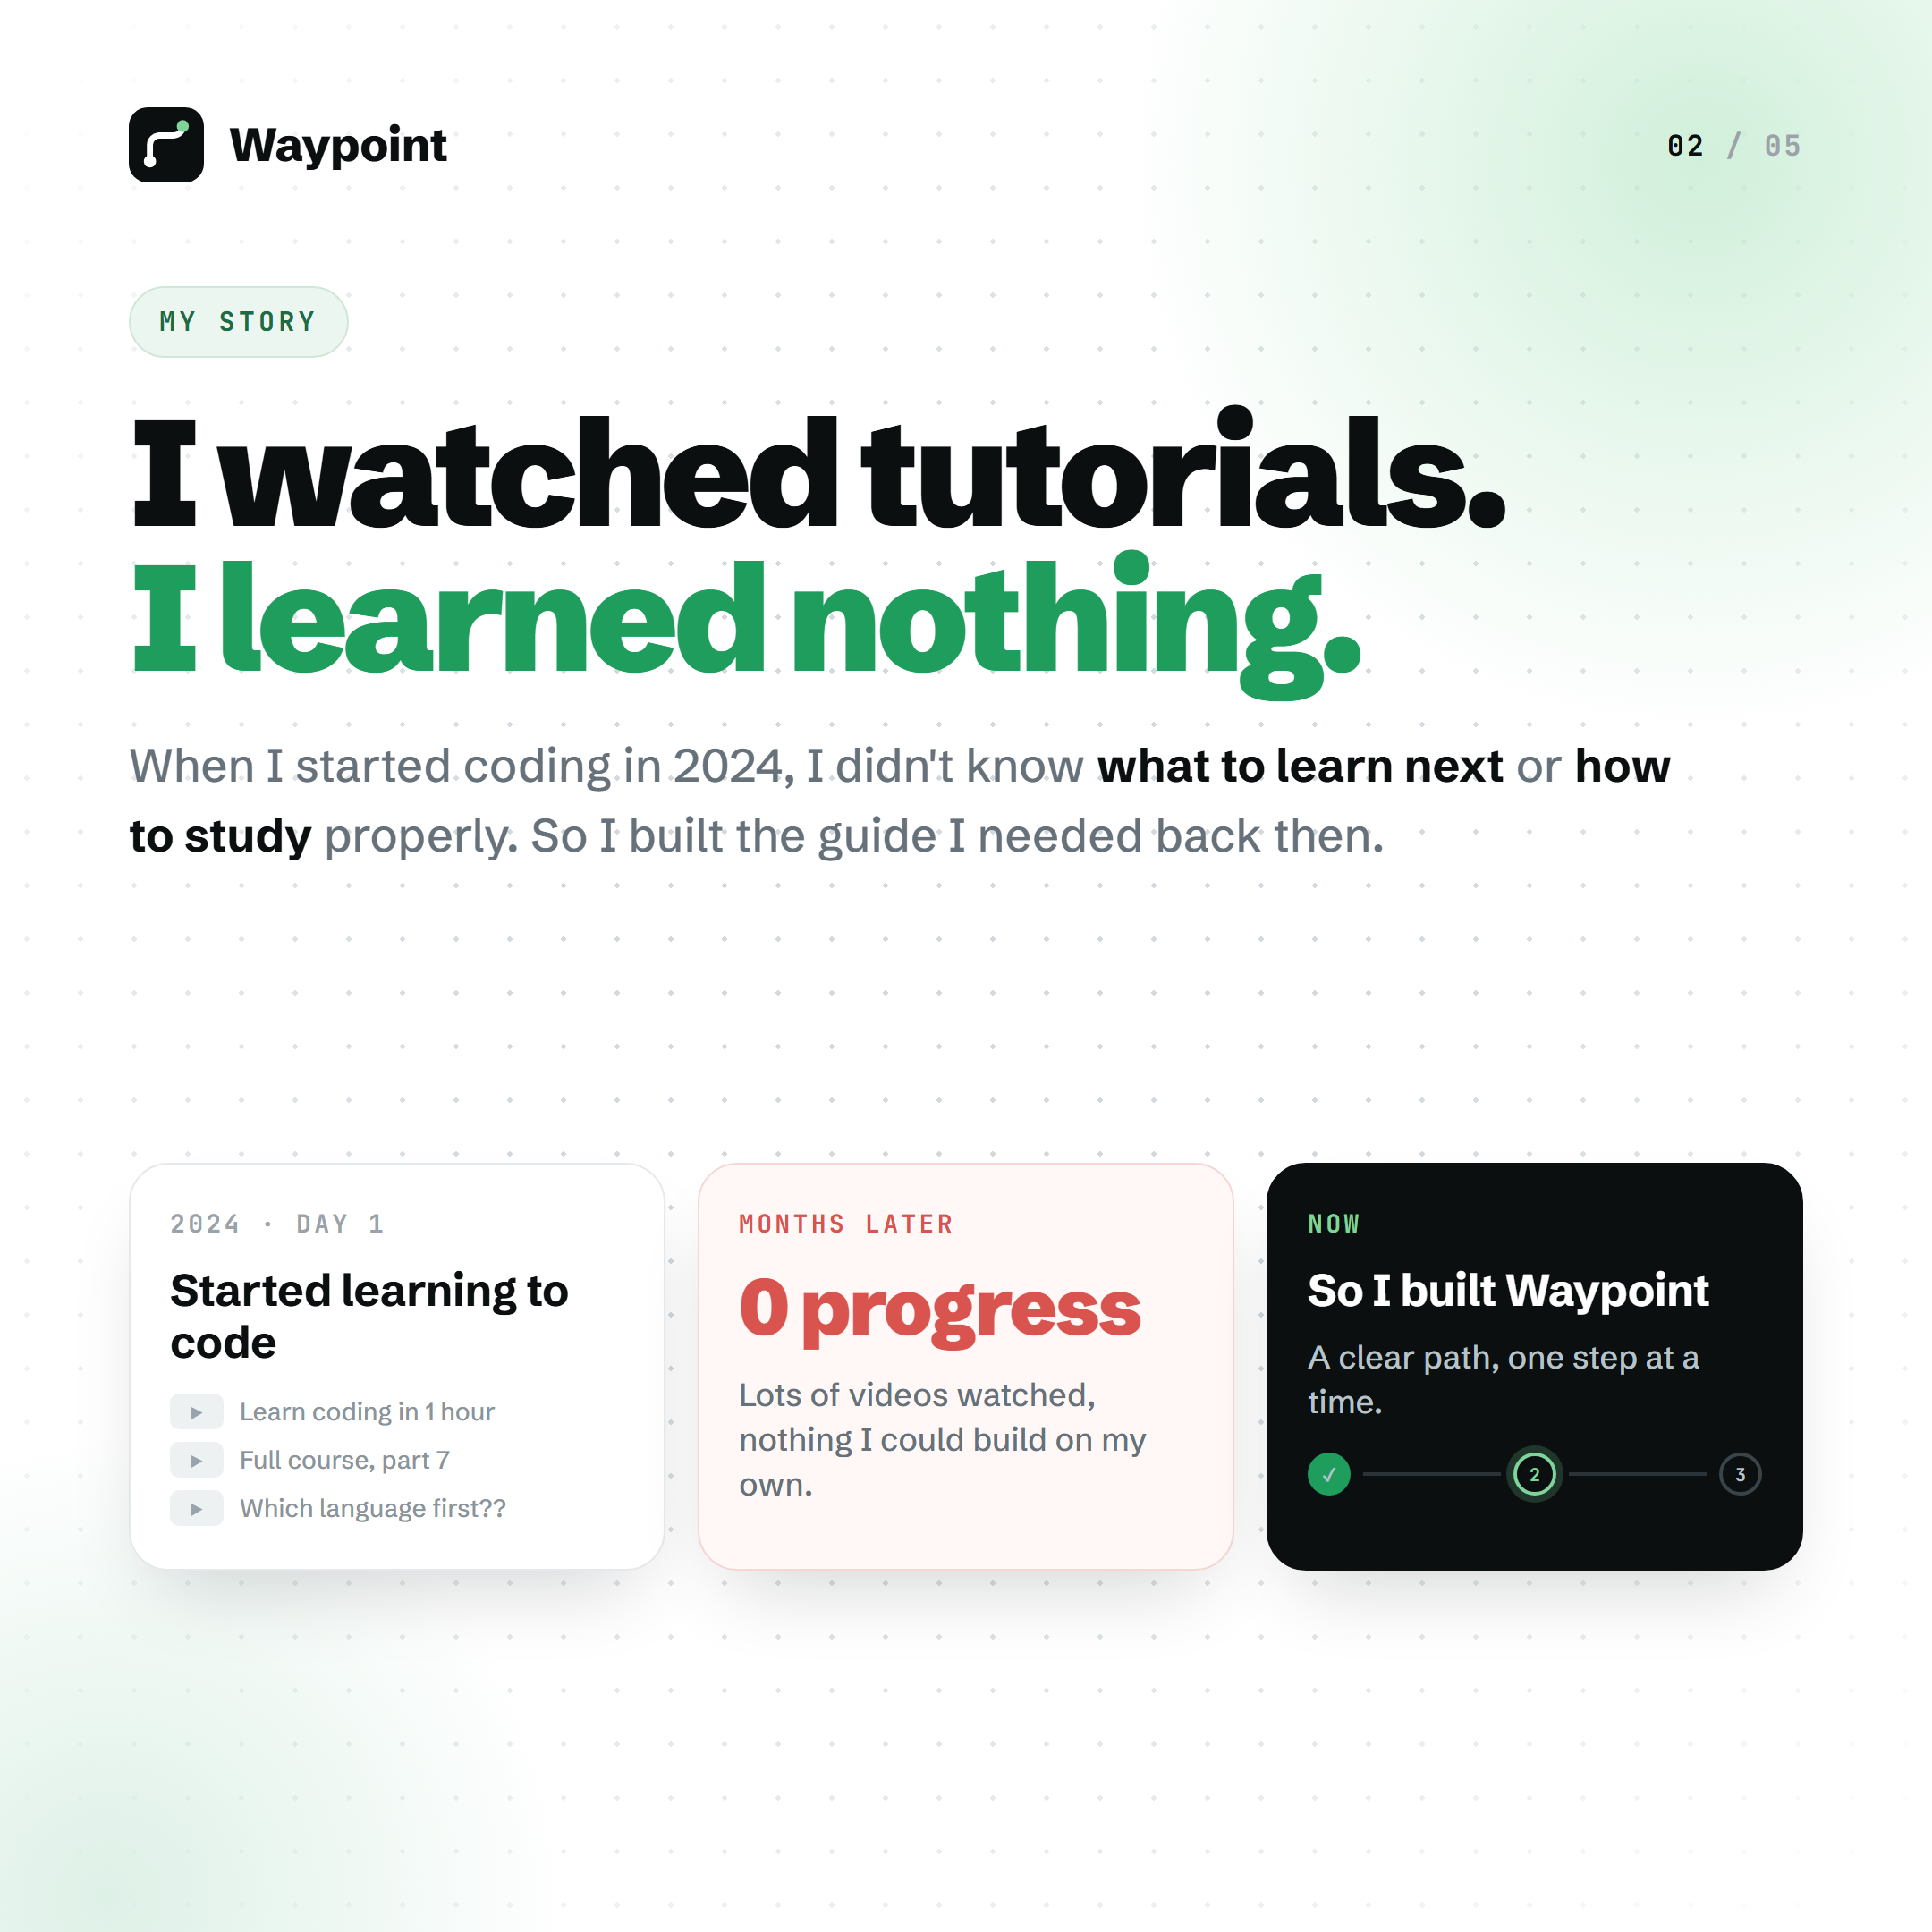 Waypoint
02 / 05
MY STORY
I watched tutorials.
I learned nothing.
When I started coding in 2024, I didn't know what to learn next or how
to study properly. So I built the guide I needed back then.
2024 · DAY 1
Started learning to
code
Learn coding in 1 hour
Full course, part 7
Which language first??
MONTHS LATER
0 progress
Lots of videos watched,
nothing I could build on my
own.
NOW
So I built Waypoint
A clear path, one step at a
time.
✓ 2 3